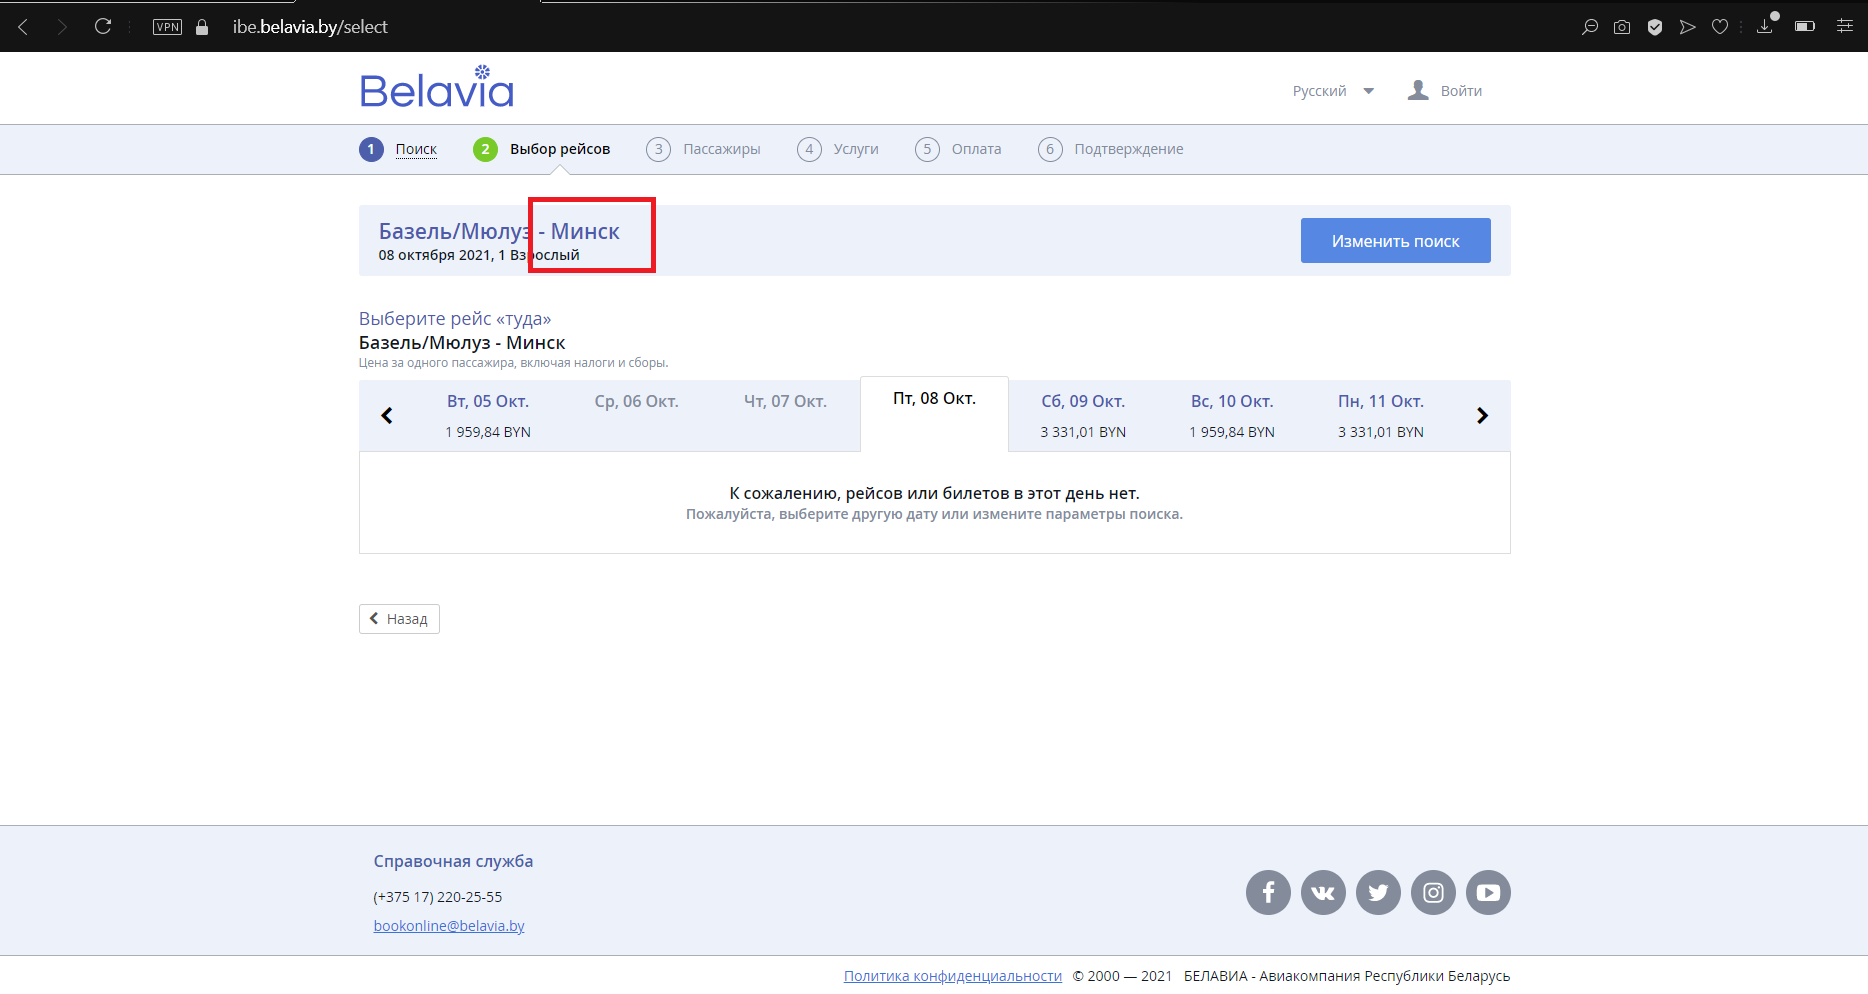 VPN ibe.belavia.by/select
Belavia
Русский Войти
1 Поиск 2 Выбор рейсов 3 Пассажиры 4 Услуги 5 Оплата 6 Подтверждение
Базель/Мюлуз - Минск
08 октября 2021, 1 Взрослый
Изменить поиск
Выберите рейс «туда»
Базель/Мюлуз - Минск
Цена за одного пассажира, включая налоги и сборы.
Вт, 05 Окт. Ср, 06 Окт. Чт, 07 Окт. Пт, 08 Окт. Сб, 09 Окт. Вс, 10 Окт. Пн, 11 Окт.
1 959,84 BYN 3 331,01 BYN 1 959,84 BYN 3 331,01 BYN
К сожалению, рейсов или билетов в этот день нет.
Пожалуйста, выберите другую дату или измените параметры поиска.
Назад
Справочная служба
(+375 17) 220-25-55
bookonline@belavia.by
Политика конфиденциальности © 2000 — 2021 БЕЛАВИА - Авиакомпания Республики Беларусь